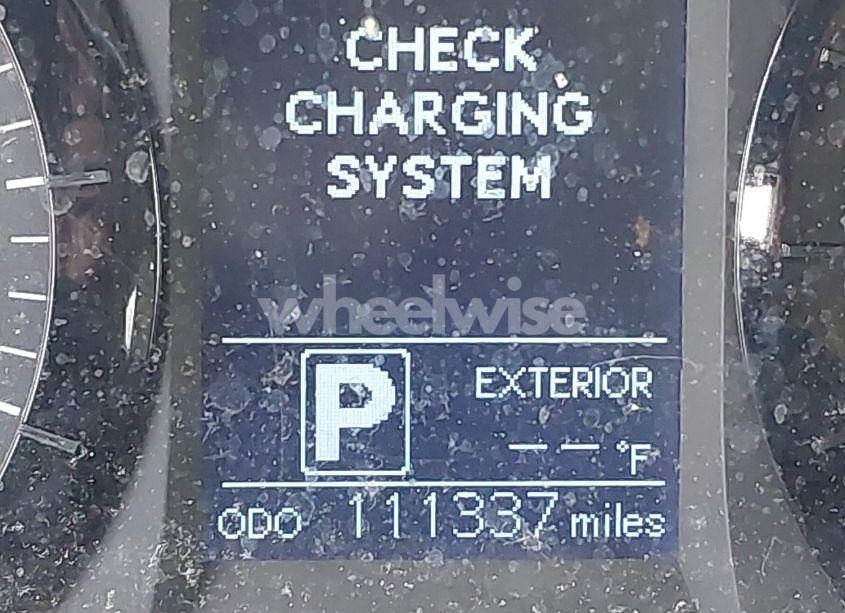 CHECK
CHARGING
SYSTEM
wheelwise
P
EXTERIOR
-- °F
ODO 111337 miles